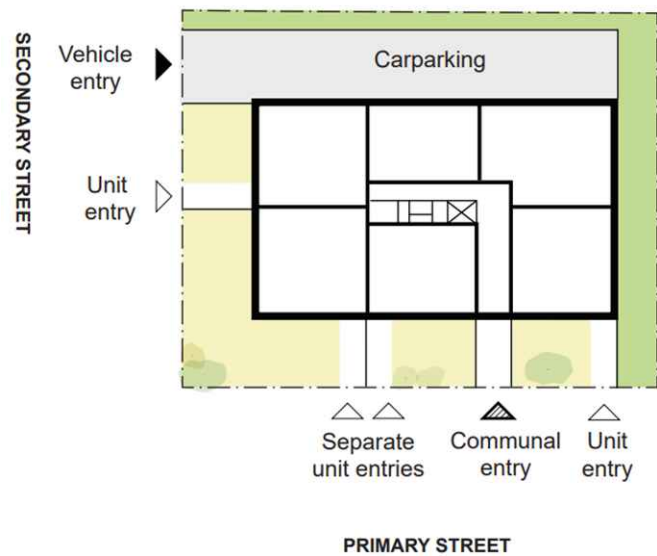 SECONDARY STREET
Vehicle
entry
Carparking
Unit
entry
Separate
unit entries
Communal
entry
Unit
entry
PRIMARY STREET